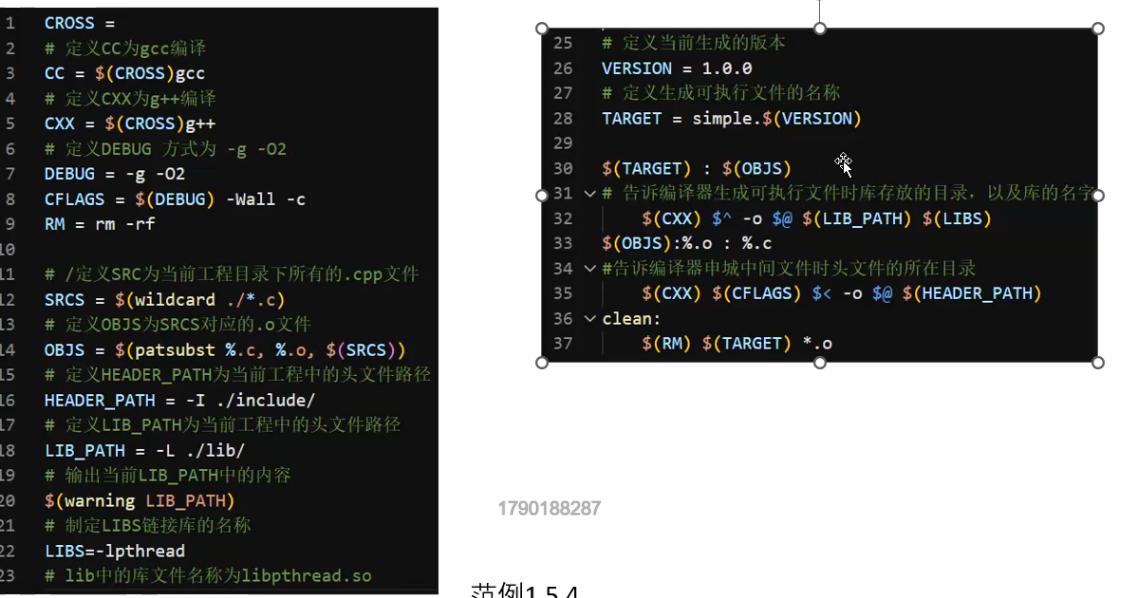 1 CROSS =
2 # 定义CC为gcc编译
3 CC = $(CROSS)gcc
4 # 定义CXX为g++编译
5 CXX = $(CROSS)g++
6 # 定义DEBUG 方式为 -g -O2
7 DEBUG = -g -O2
8 CFLAGS = $(DEBUG) -Wall -c
9 RM = rm -rf
10
11 # /定义SRC为当前工程目录下所有的.cpp文件
12 SRCS = $(wildcard ./*.c)
13 # 定义OBJS为SRCS对应的.o文件
14 OBJS = $(patsubst %.c, %.o, $(SRCS))
15 # 定义HEADER_PATH为当前工程中的头文件路径
16 HEADER_PATH = -I ./include/
17 # 定义LIB_PATH为当前工程中的头文件路径
18 LIB_PATH = -L ./lib/
19 # 输出当前LIB_PATH中的内容
20 $(warning LIB_PATH)
21 # 制定LIBS链接库的名称
22 LIBS=-lpthread
23 # lib中的库文件名称为libpthread.so
25 # 定义当前生成的版本
26 VERSION = 1.0.0
27 # 定义生成可执行文件的名称
28 TARGET = simple.$(VERSION)
29
30 $(TARGET) : $(OBJS)
31 # 告诉编译器生成可执行文件时库存放的目录，以及库的名字
32 $(CXX) $^ -o $@ $(LIB_PATH) $(LIBS)
33 $(OBJS):%.o : %.c
34 #告诉编译器申城中间文件时头文件的所在目录
35 $(CXX) $(CFLAGS) $< -o $@ $(HEADER_PATH)
36 clean:
37 $(RM) $(TARGET) *.o
1790188287
范例1.5.4